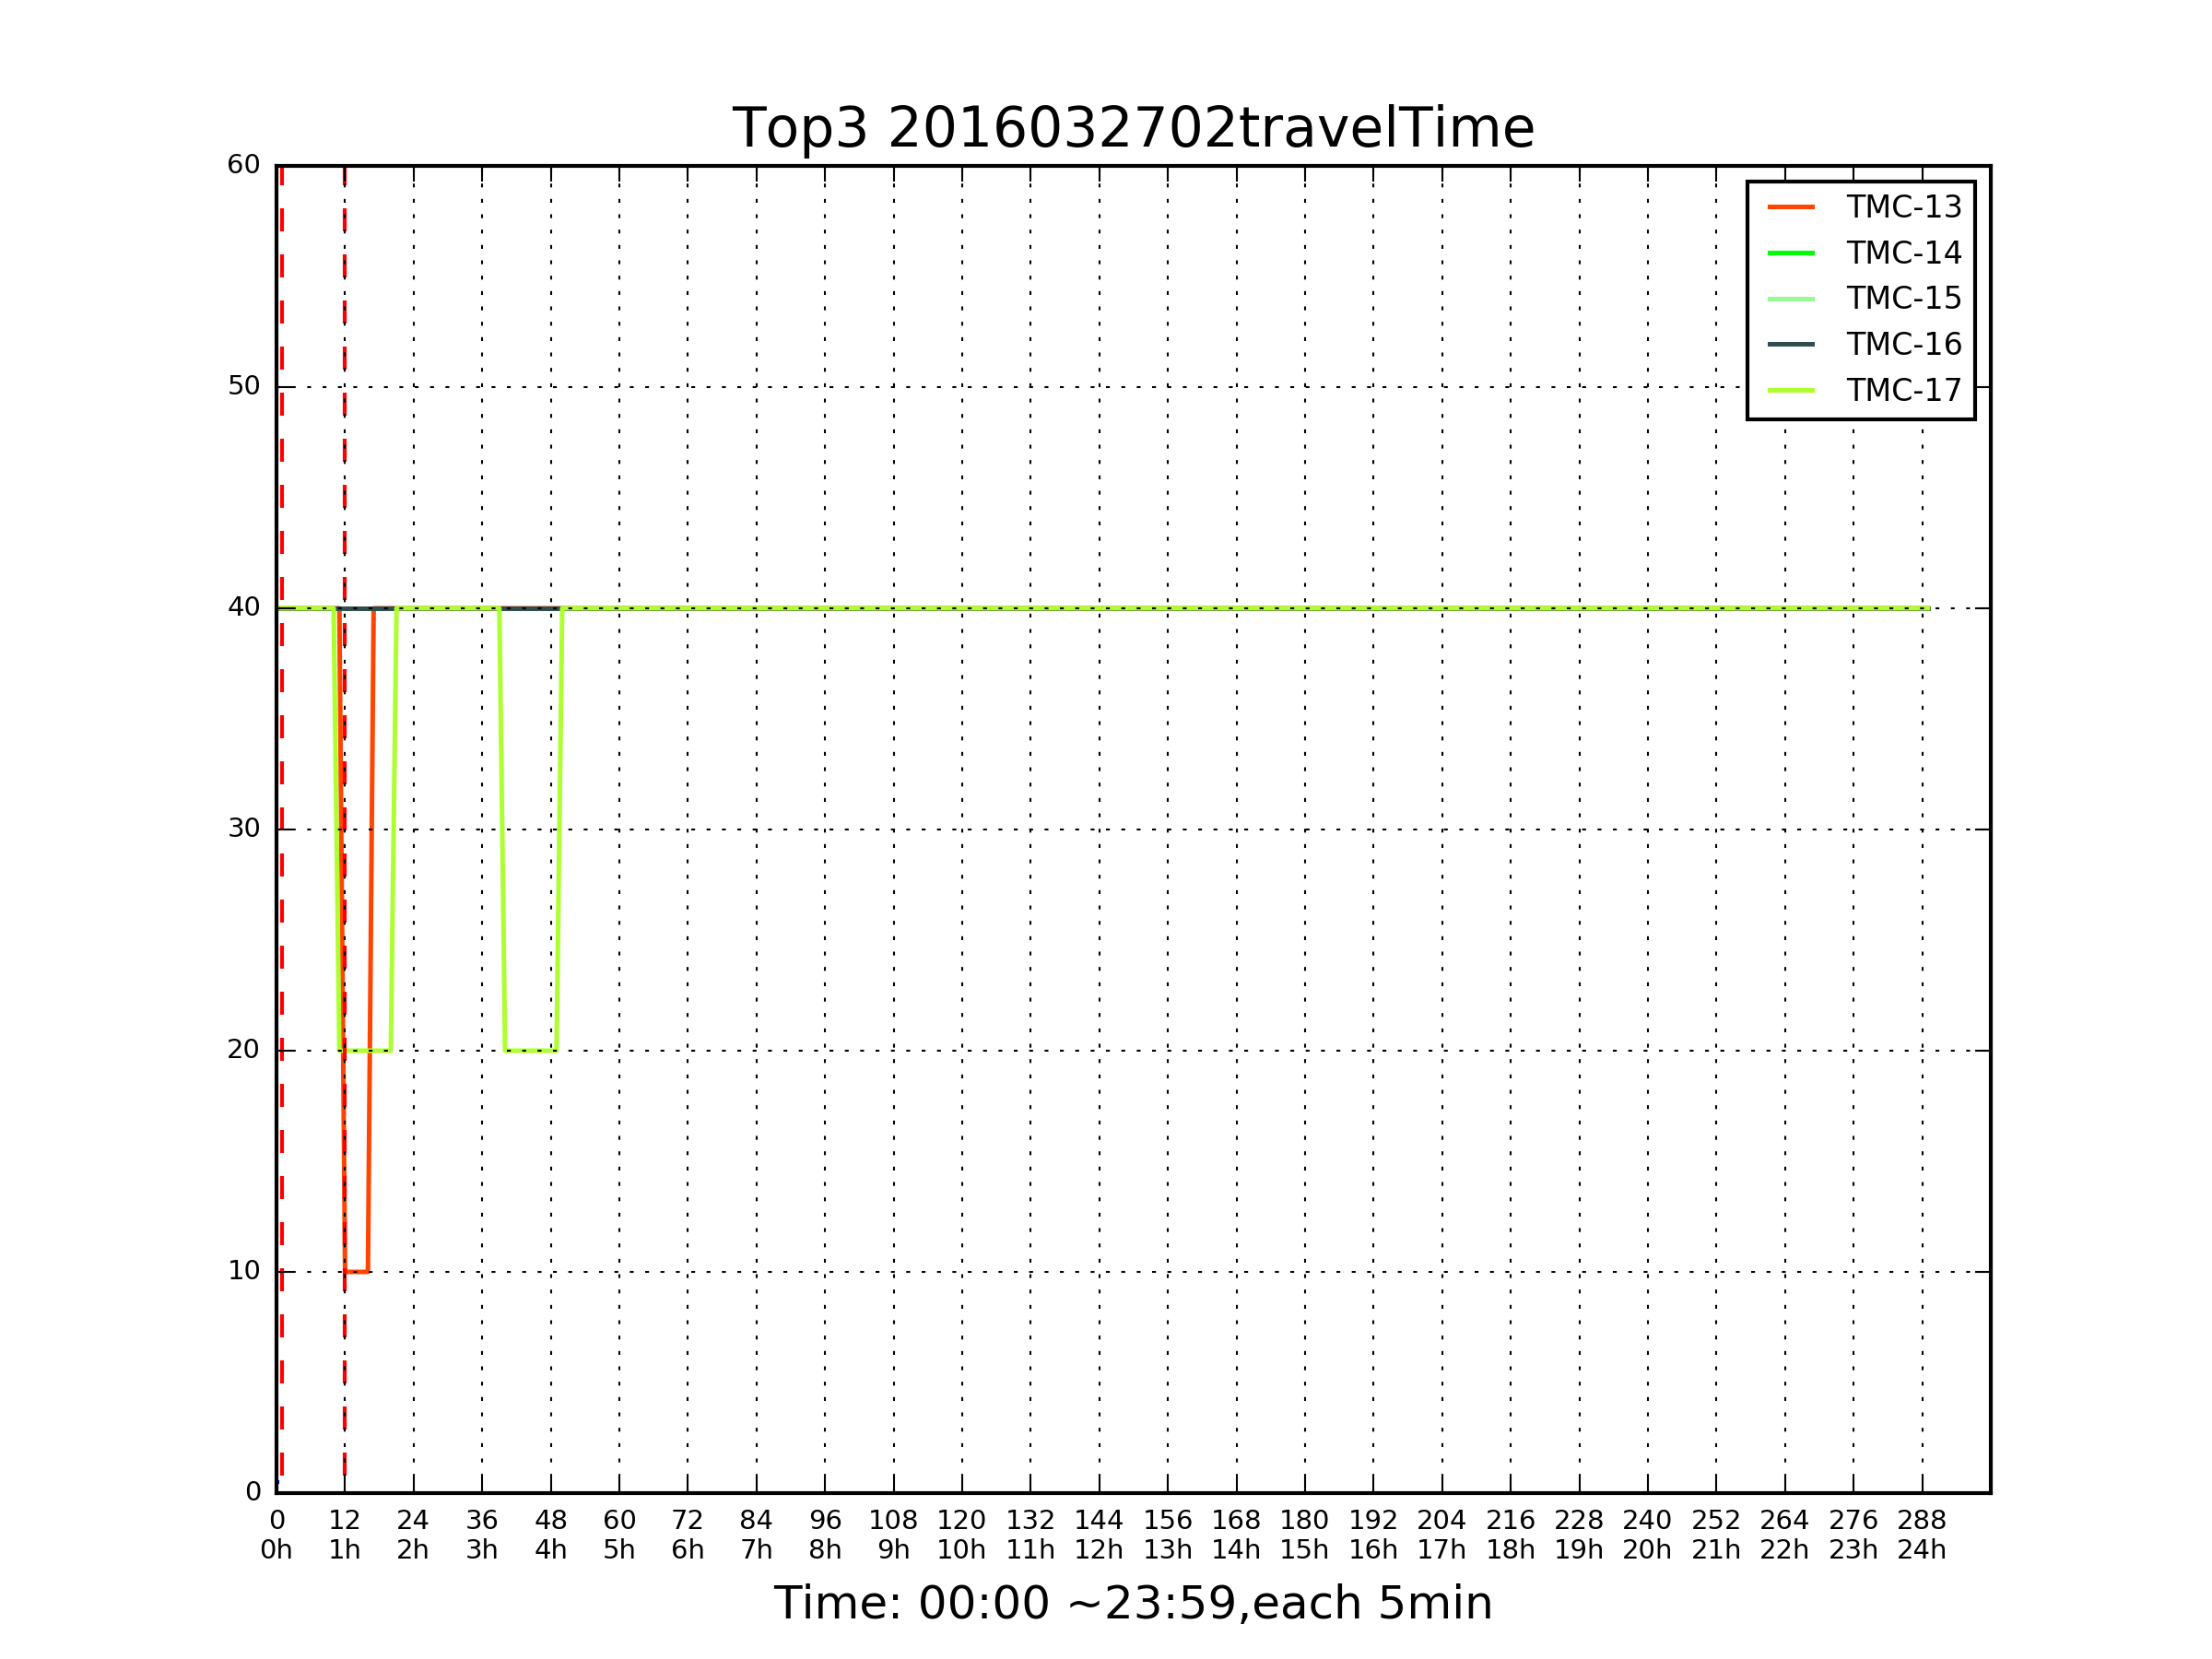 Top3 2016032702travelTime
60
50
40
30
20
10
0
TMC-13
TMC-14
TMC-15
TMC-16
TMC-17
0 12 24 36 48 60 72 84 96 108 120 132 144 156 168 180 192 204 216 228 240 252 264 276 288
0h 1h 2h 3h 4h 5h 6h 7h 8h 9h 10h 11h 12h 13h 14h 15h 16h 17h 18h 19h 20h 21h 22h 23h 24h
Time: 00:00 ~23:59,each 5min